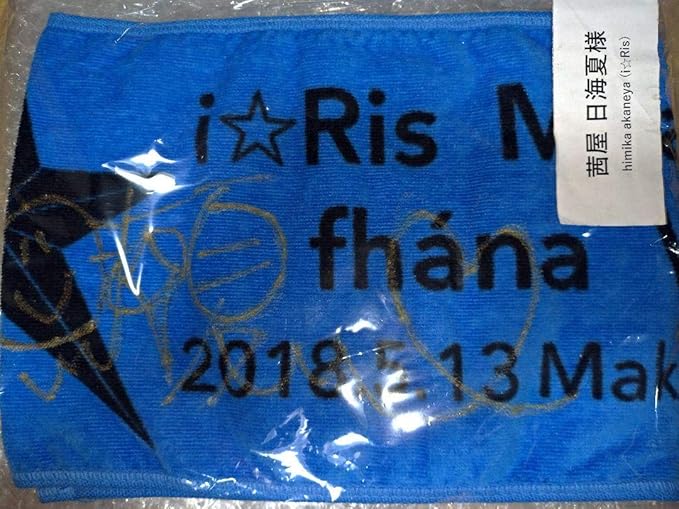 i☆Ris M
fhána
2018.5.13 Mak
茜屋 日海夏様
himika akaneya (i☆Ris)